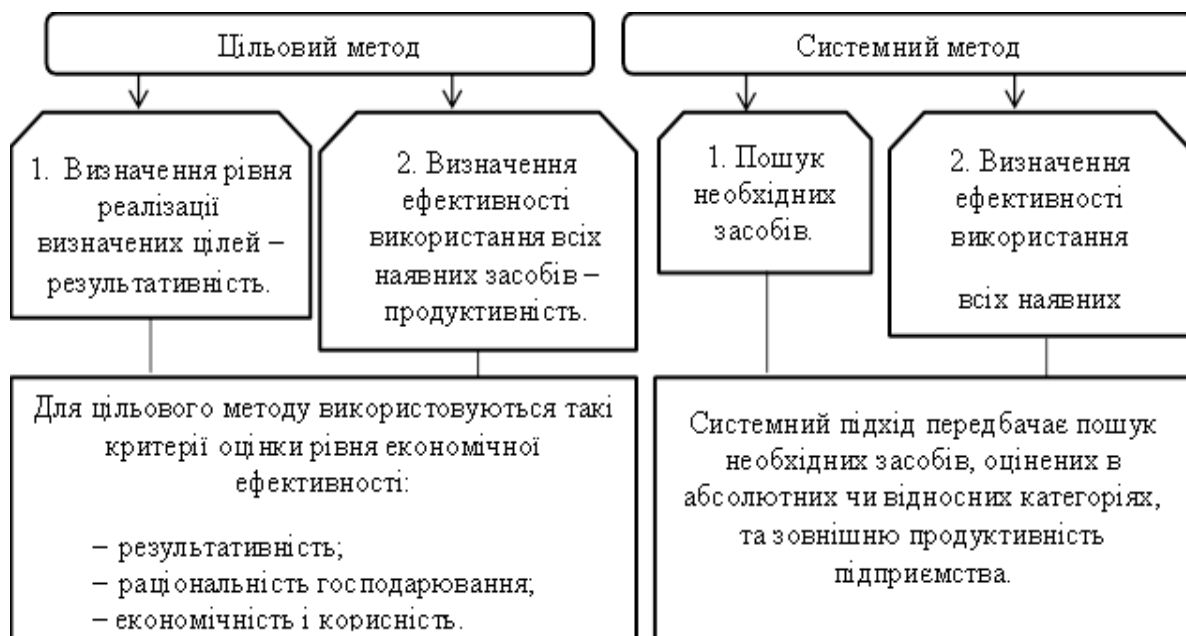 Цільовий метод
1. Визначення рівня
реалізації
визначених цілей –
результативність.
2. Визначення
ефективності
використання всіх
наявних засобів –
продуктивність.
Для цільового методу використовуються такі
критерії оцінки рівня економічної
ефективності:
– результативність;
– раціональність господарювання;
– економічність і корисність.
Системний метод
1. Пошук
необхідних
засобів.
2. Визначення
ефективності
використання
всіх наявних
Системний підхід передбачає пошук
необхідних засобів, оцінених в
абсолютних чи відносних категоріях,
та зовнішню продуктивність
підприємства.